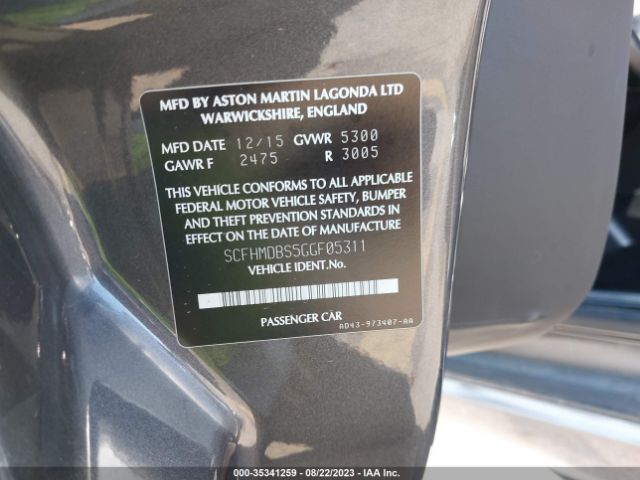 MFD BY ASTON MARTIN LAGONDA LTD
WARWICKSHIRE, ENGLAND
MFD DATE 12/15 GVWR 5300
GAWR F 2475 R 3005
THIS VEHICLE CONFORMS TO ALL APPLICABLE
FEDERAL MOTOR VEHICLE SAFETY, BUMPER
AND THEFT PREVENTION STANDARDS IN
EFFECT ON THE DATE OF MANUFACTURE
SCFHMDBS5GGF05311
VEHICLE IDENT.No.
PASSENGER CAR
AD43-973407-AA
000-35341259 - 08/22/2023 - IAA Inc.